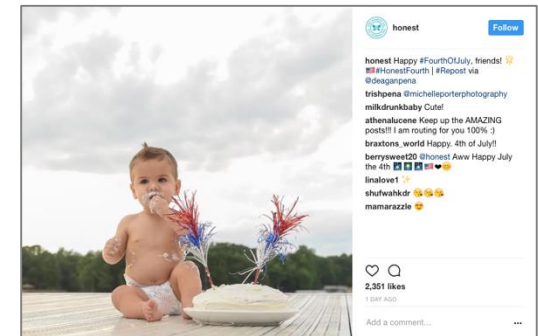 honest
Follow
honest Happy #FourthOfJuly, friends! 🌟
🇺🇸#HonestFourth | #Repost via
@deaganpena
trishpena @michelleporterphotography
milkdrunkbaby Cute!
athenalucene Keep up the AMAZING
posts!!! I am routing for you 100% :)
braxtons_world Happy. 4th of July!!
berrysweet20 @honest Aww Happy July
the 4th
linalove1 ✨
shufwahkdr 😘😘😘
mamarazzle 😍
2,351 likes
1 DAY AGO
Add a comment...